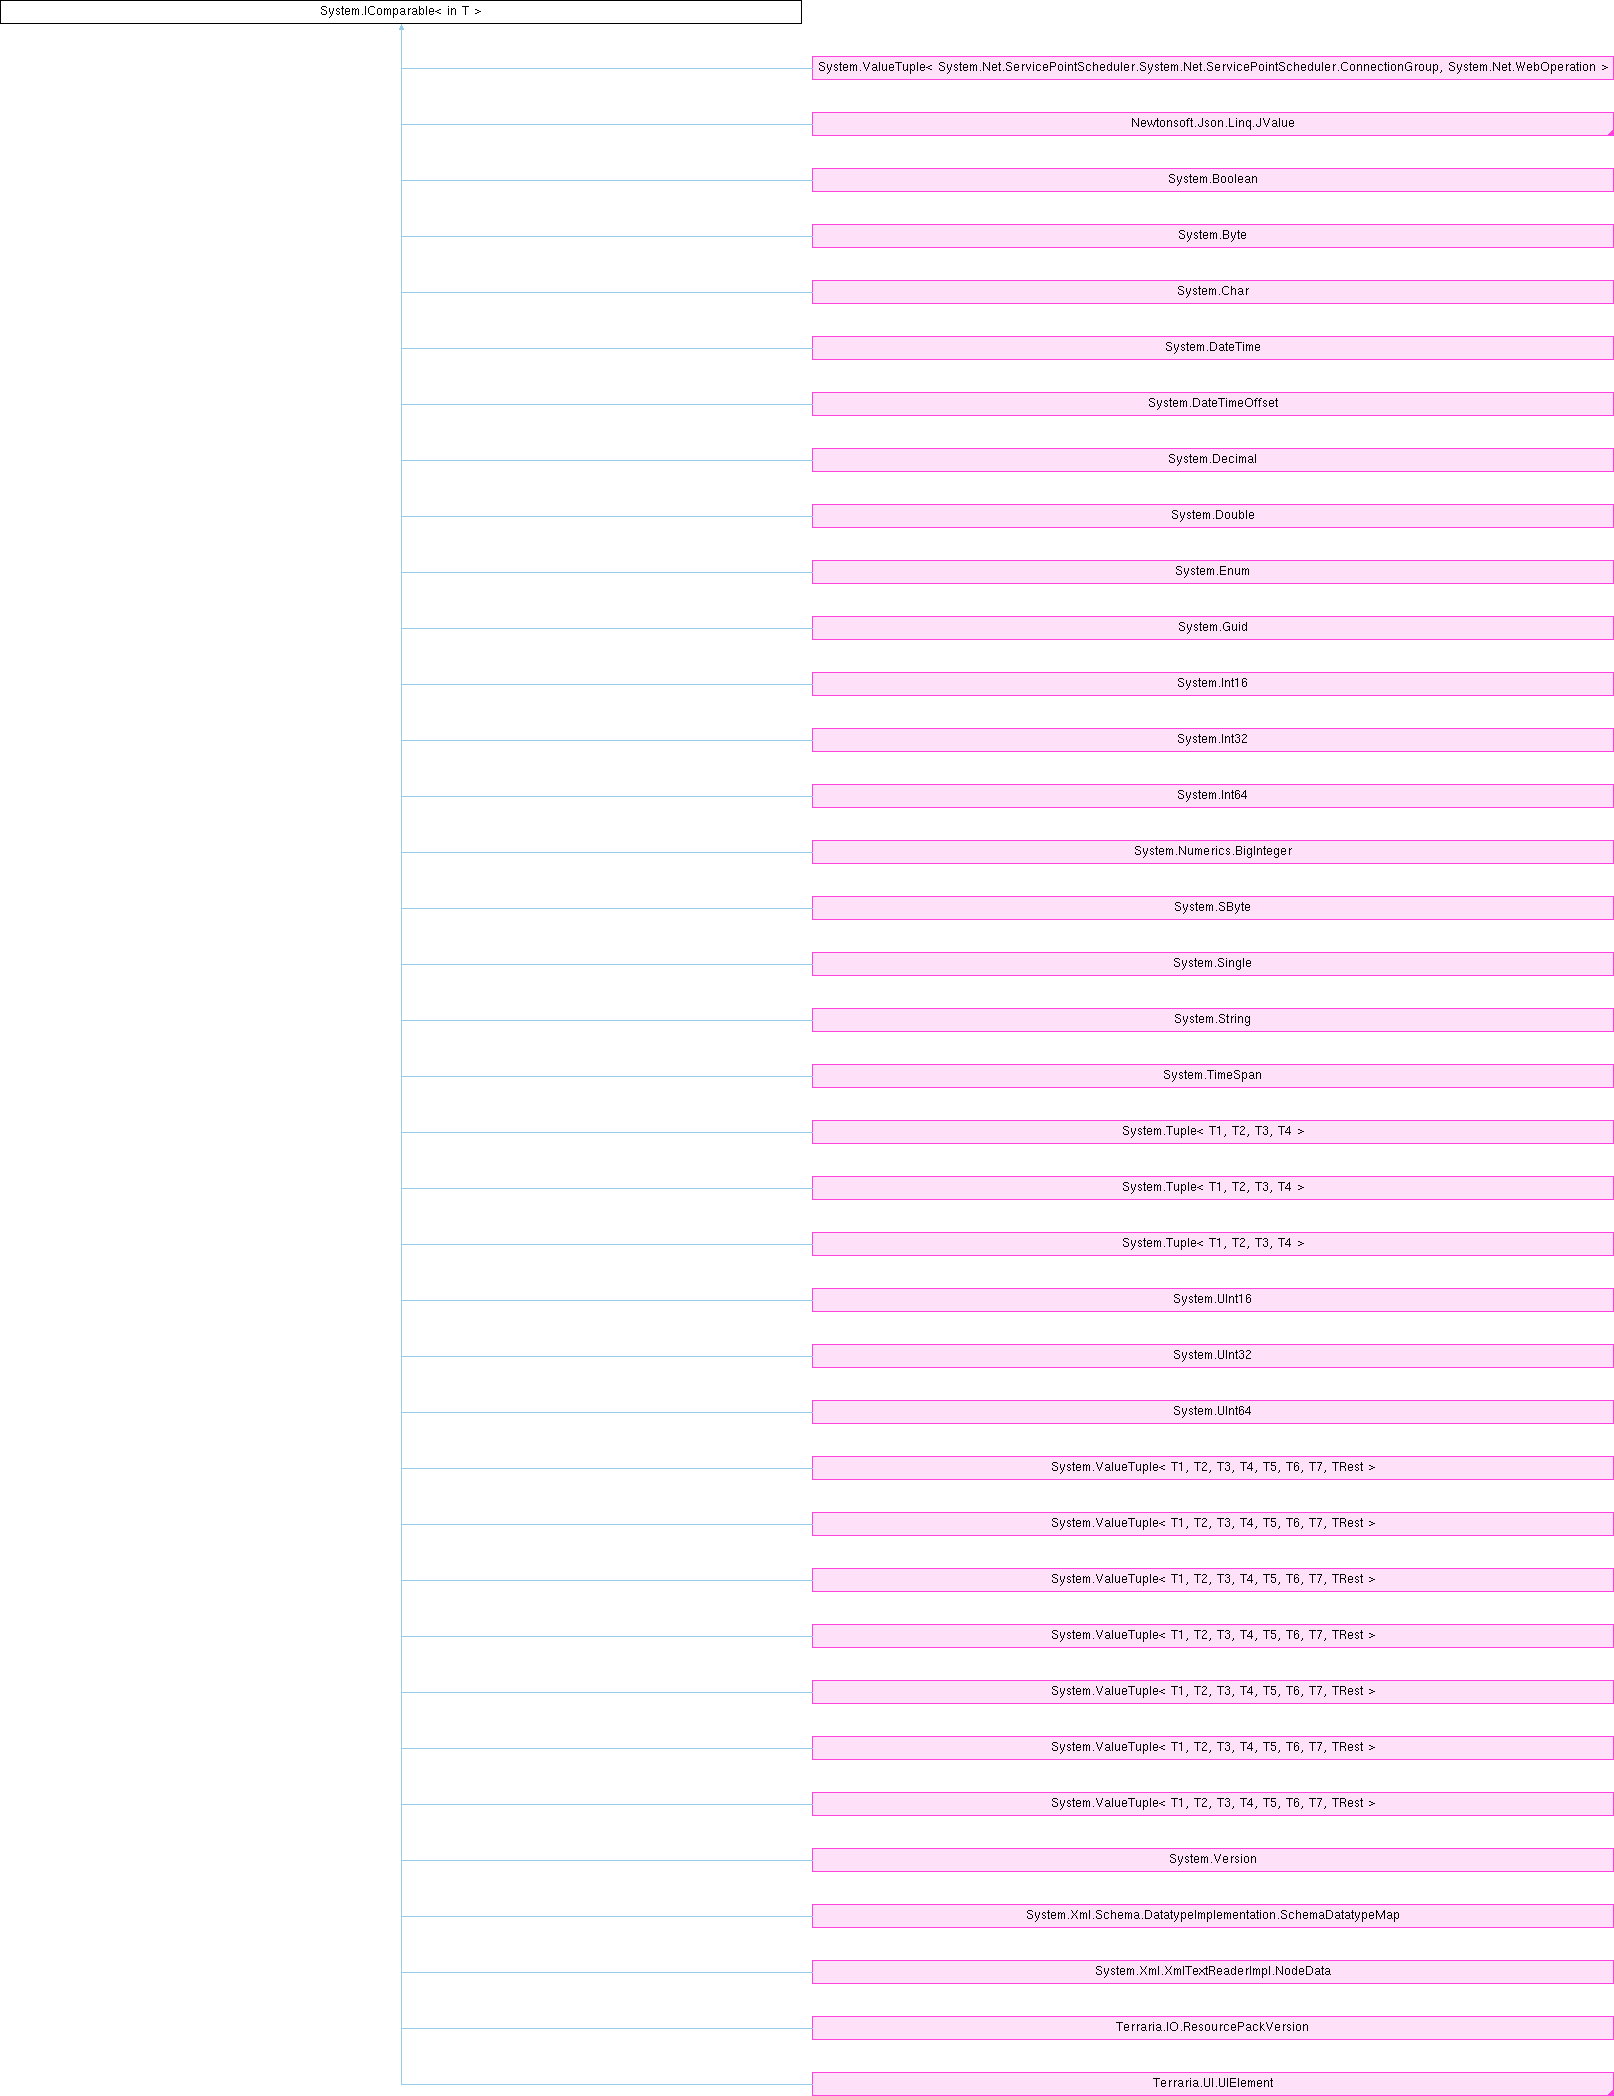 System.IComparable< in T >
System.ValueTuple< System.Net.ServicePointScheduler.System.Net.ServicePointScheduler.ConnectionGroup, System.Net.WebOperation >
Newtonsoft.Json.Linq.JValue
System.Boolean
System.Byte
System.Char
System.DateTime
System.DateTimeOffset
System.Decimal
System.Double
System.Enum
System.Guid
System.Int16
System.Int32
System.Int64
System.Numerics.BigInteger
System.SByte
System.Single
System.String
System.TimeSpan
System.Tuple< T1, T2, T3, T4 >
System.Tuple< T1, T2, T3, T4 >
System.Tuple< T1, T2, T3, T4 >
System.UInt16
System.UInt32
System.UInt64
System.ValueTuple< T1, T2, T3, T4, T5, T6, T7, TRest >
System.ValueTuple< T1, T2, T3, T4, T5, T6, T7, TRest >
System.ValueTuple< T1, T2, T3, T4, T5, T6, T7, TRest >
System.ValueTuple< T1, T2, T3, T4, T5, T6, T7, TRest >
System.ValueTuple< T1, T2, T3, T4, T5, T6, T7, TRest >
System.ValueTuple< T1, T2, T3, T4, T5, T6, T7, TRest >
System.ValueTuple< T1, T2, T3, T4, T5, T6, T7, TRest >
System.Version
System.Xml.Schema.DatatypeImplementation.SchemaDatatypeMap
System.Xml.XmlTextReaderImpl.NodeData
Terraria.IO.ResourcePackVersion
Terraria.UI.UIElement